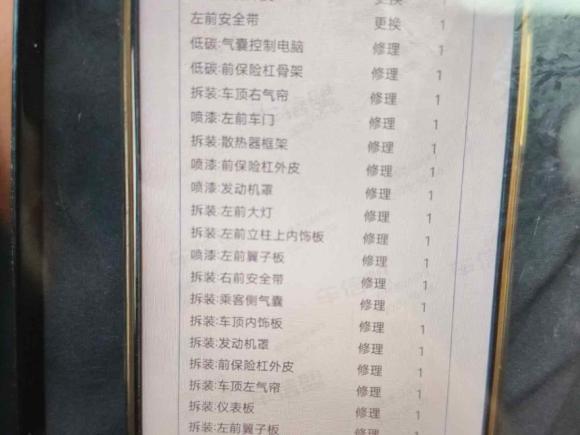 更换 1
左前安全带 更换 1
低碳:气囊控制电脑 修理 1
低碳:前保险杠骨架 修理 1
拆装:车顶右气帘 修理 1
喷漆:左前车门 修理 1
拆装:散热器框架 修理 1
喷漆:前保险杠外皮 修理 1
喷漆:发动机罩 修理 1
拆装:左前大灯 修理 1
拆装:左前立柱上内饰板 修理 1
喷漆:左前翼子板 修理 1
拆装:右前安全带 修理 1
拆装:乘客侧气囊 修理 1
拆装:车顶内饰板 修理 1
拆装:发动机罩 修理 1
拆装:前保险杠外皮 修理 1
拆装:车顶左气帘 修理 1
拆装:仪表板 修理 1
拆装:左前翼子板 修理 1